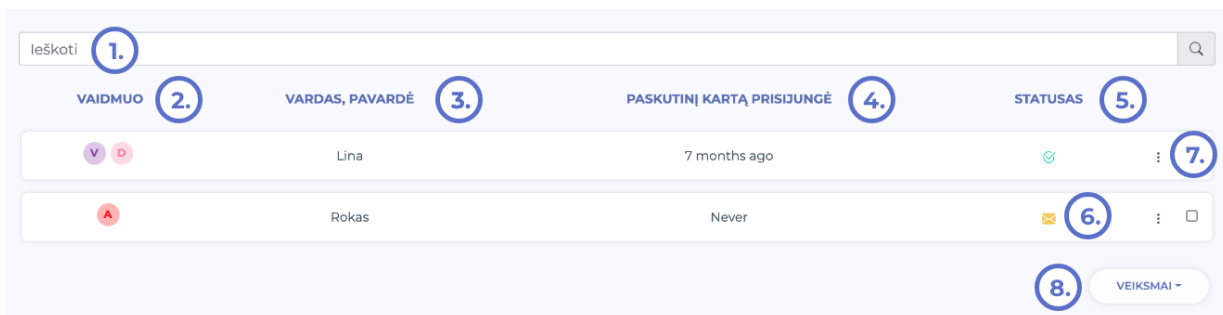 Ieškoti 1.
VAIDMUO 2. VARDAS, PAVARDĖ 3. PASKUTINĮ KARTĄ PRISIJUNGĖ 4. STATUSAS 5.
V D Lina 7 months ago 7.
A Rokas Never 6.
8. VEIKSMAI